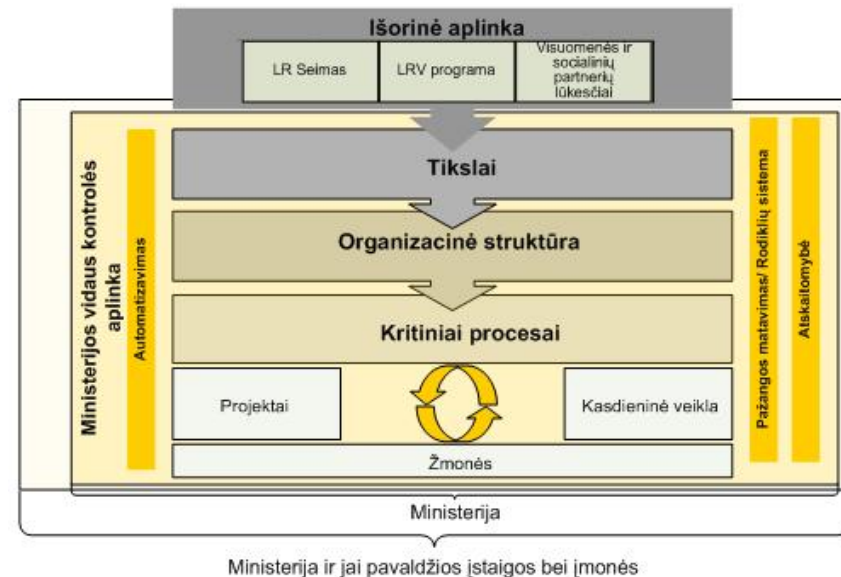 Išorinė aplinka
LR Seimas
LRV programa
Visuomenės ir
socialinių
partnerių
lūkesčiai
Ministerijos vidaus kontrolės
aplinka
Automatizavimas
Tikslai
Organizacinė struktūra
Kritiniai procesai
Projektai
Kasdieninė veikla
Žmonės
Pažangos matavimas/ Rodiklių sistema
Atskaitomybė
Ministerija
Ministerija ir jai pavaldžios įstaigos bei įmonės